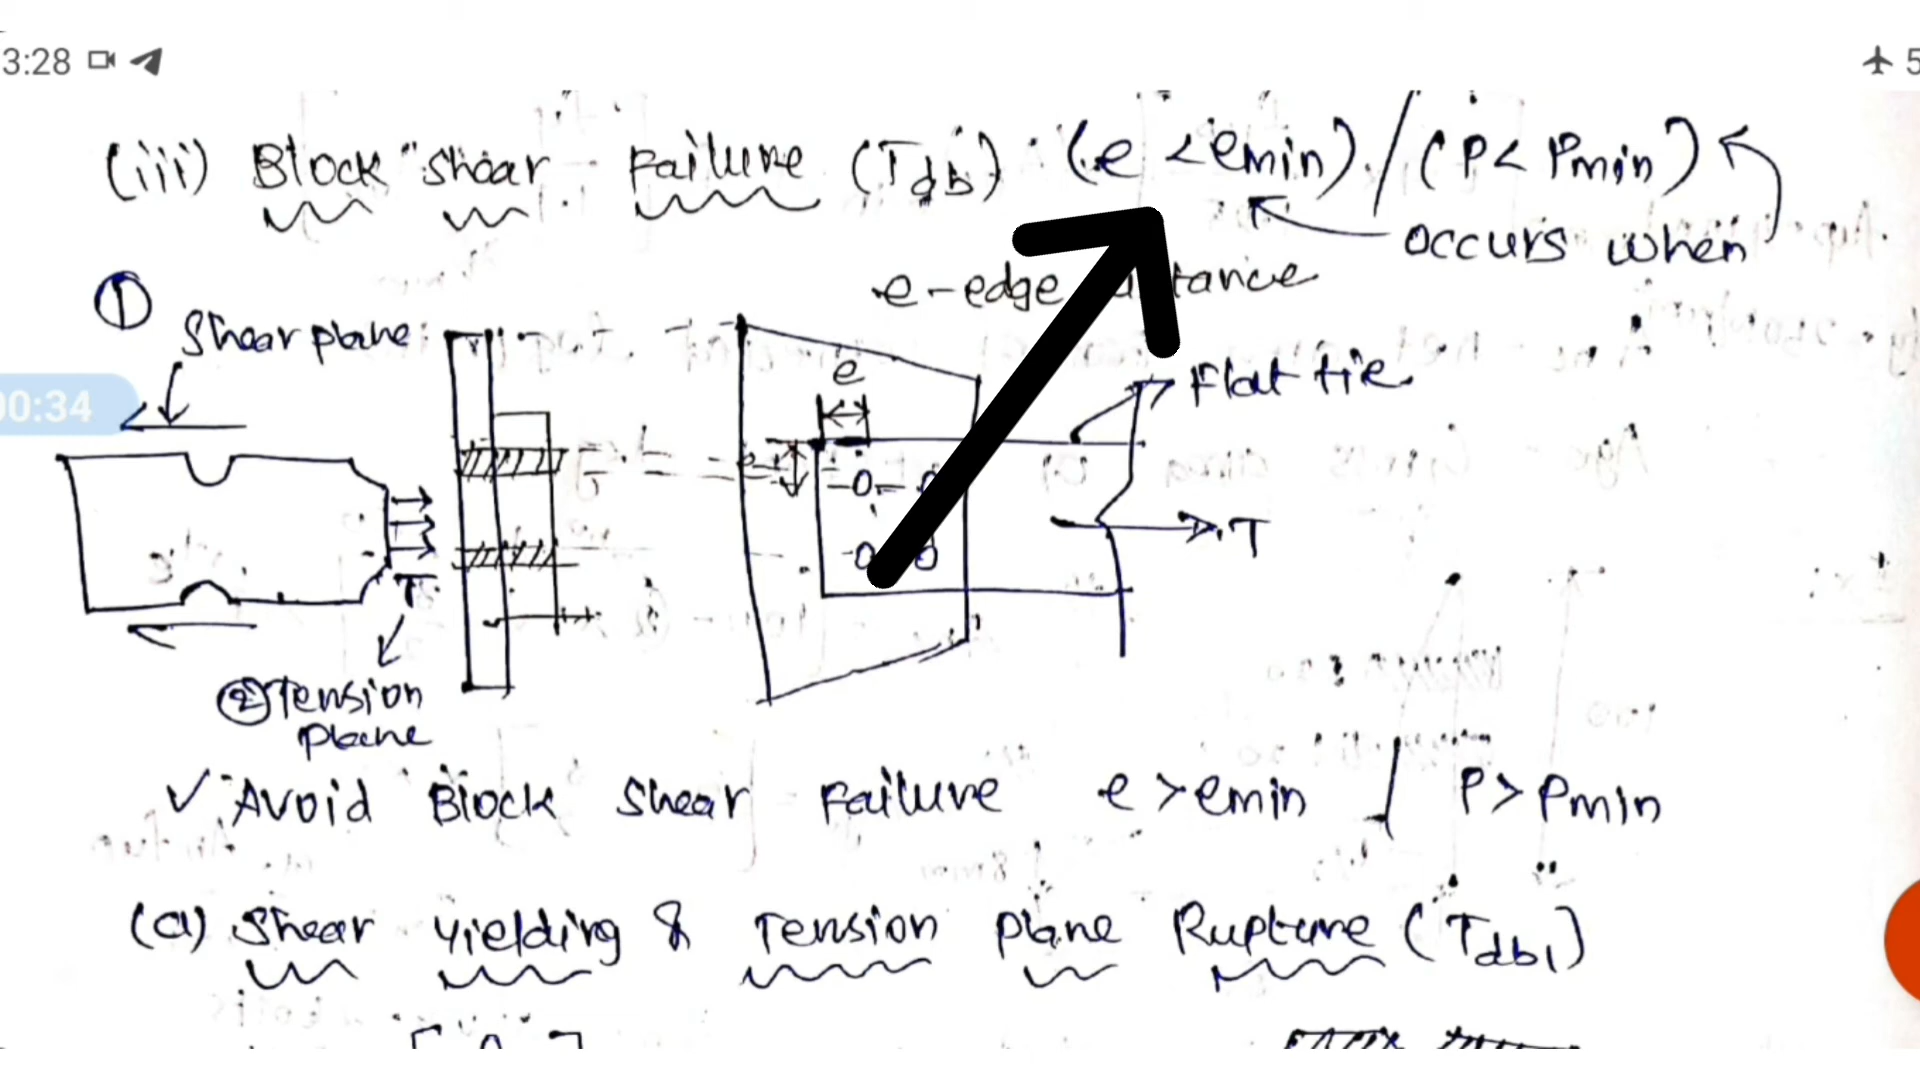 3:28
5
(iii) Block shear Failure (Tdb) (e < emin) / (P < Pmin)
occurs when
e-edge
①
Shear plane
e
Flat tie
00:34
T
T
② Tension
plane
✓ Avoid Block Shear Failure e > emin / P > Pmin
(a) Shear yielding & Tension plane Rupture (Tdb1)